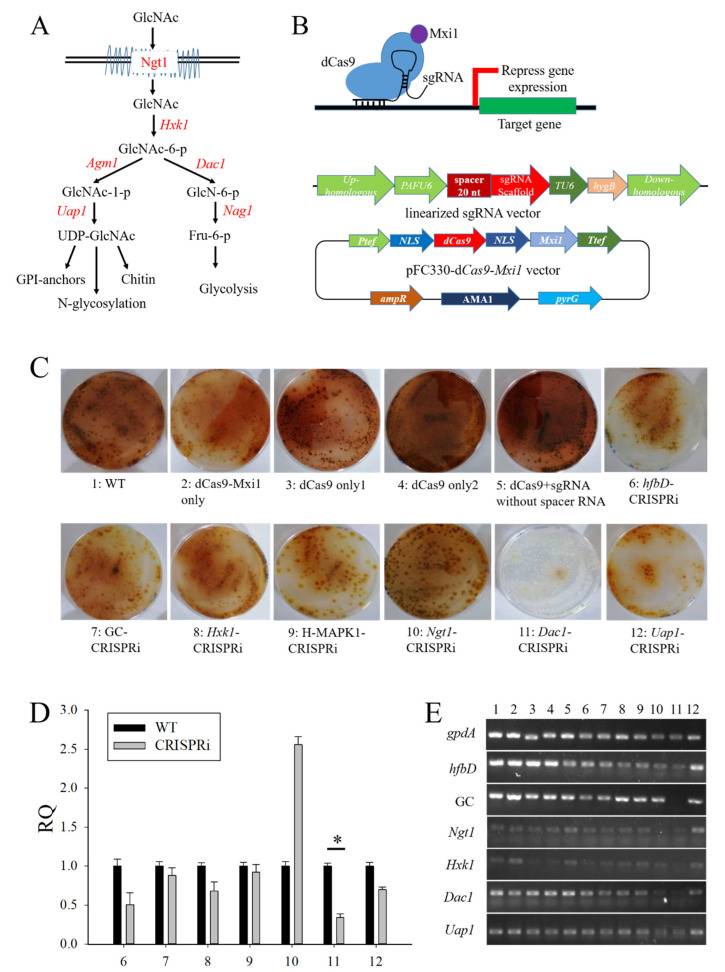 A
GlcNAc
Ngt1
GlcNAc
Hxk1
GlcNAc-6-p
Agm1
Dac1
GlcNAc-1-p
GlcN-6-p
Uap1
Nag1
UDP-GlcNAc
Fru-6-p
GPI-anchors
Chitin
Glycolysis
N-glycosylation
B
Mxi1
dCas9
sgRNA
Repress gene
expression
Target gene
Up-
homologous
PAFU6
spacer
20 nt
sgRNA
Scaffold
TU6
hygB
Down-
homologous
linearized sgRNA vector
Ptef
NLS
dCas9
NLS
Mxi1
Ttef
pFC330-dCas9-Mxi1 vector
ampR
AMA1
pyrG
C
1: WT
2: dCas9-Mxi1
only
3: dCas9 only1
4: dCas9 only2
5: dCas9+sgRNA
without spacer RNA
6: hfbD-
CRISPRi
7: GC-
CRISPRi
8: Hxk1-
CRISPRi
9: H-MAPK1-
CRISPRi
10: Ngt1-
CRISPRi
11: Dac1-
CRISPRi
12: Uap1-
CRISPRi
D
RQ
3.0
2.5
2.0
1.5
1.0
0.5
0.0
WT
CRISPRi
*
6 7 8 9 10 11 12
E
1 2 3 4 5 6 7 8 9 10 11 12
gpdA
hfbD
GC
Ngt1
Hxk1
Dac1
Uap1